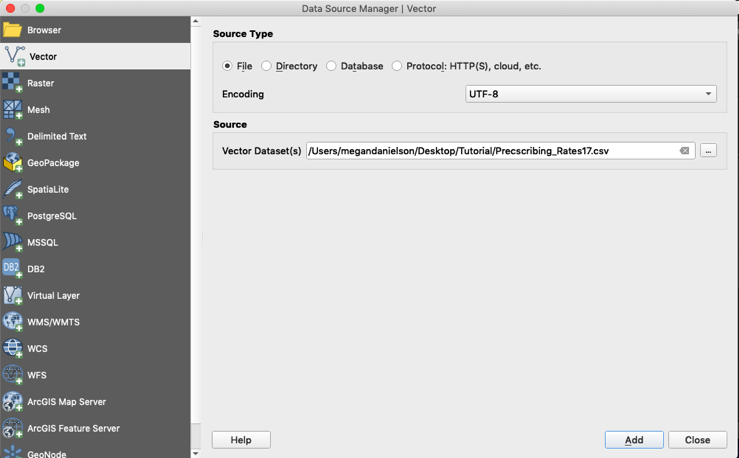 Data Source Manager | Vector
Browser
Vector
Raster
Mesh
Delimited Text
GeoPackage
SpatiaLite
PostgreSQL
MSSQL
DB2
DB2
Virtual Layer
WMS/WMTS
WCS
WFS
ArcGIS Map Server
ArcGIS Feature Server
GeoNode
Source Type
File Directory Database Protocol: HTTP(S), cloud, etc.
Encoding UTF-8
Source
Vector Dataset(s) /Users/megandanielson/Desktop/Tutorial/Precscribing_Rates17.csv ...
Help Add Close